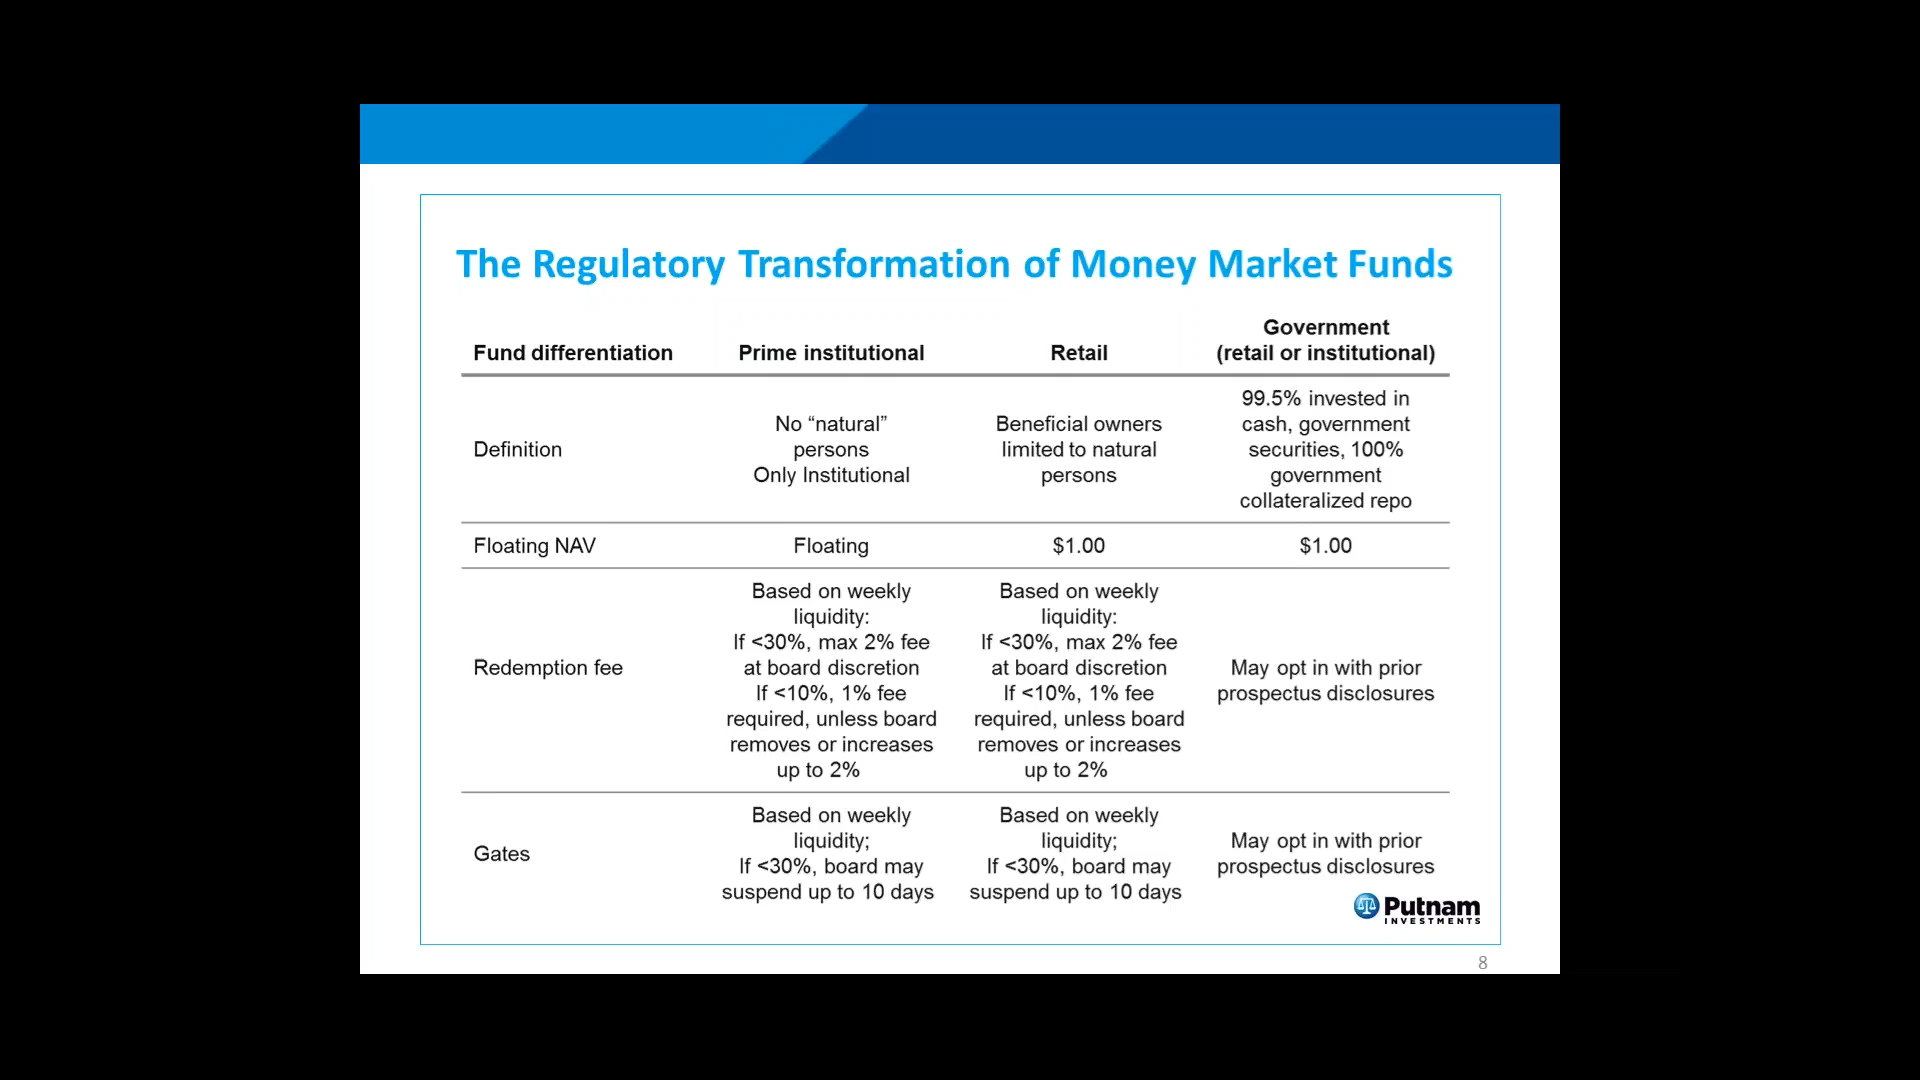 The Regulatory Transformation of Money Market Funds
Fund differentiation
Prime institutional
Retail
Government
(retail or institutional)
Definition
No “natural”
persons
Only Institutional
Beneficial owners
limited to natural
persons
99.5% invested in
cash, government
securities, 100%
government
collateralized repo
Floating NAV
Floating
$1.00
$1.00
Redemption fee
Based on weekly
liquidity:
If <30%, max 2% fee
at board discretion
If <10%, 1% fee
required, unless board
removes or increases
up to 2%
Based on weekly
liquidity:
If <30%, max 2% fee
at board discretion
If <10%, 1% fee
required, unless board
removes or increases
up to 2%
May opt in with prior
prospectus disclosures
Gates
Based on weekly
liquidity;
If <30%, board may
suspend up to 10 days
Based on weekly
liquidity;
If <30%, board may
suspend up to 10 days
May opt in with prior
prospectus disclosures
Putnam
INVESTMENTS
8